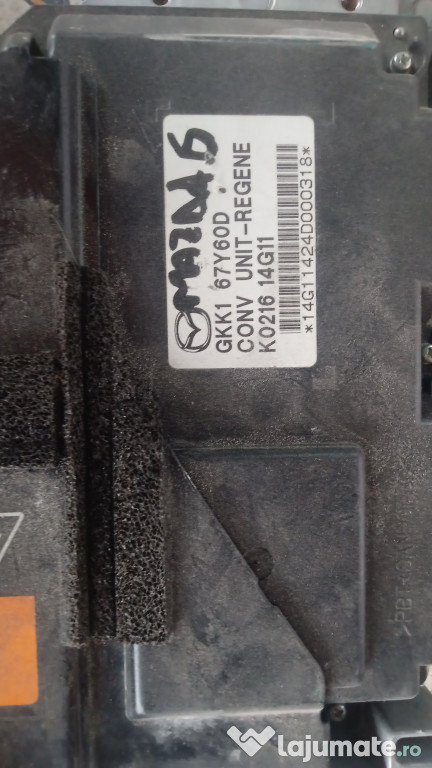 MAZDA 6
GKK1 67Y60D
CONV UNIT-REGENE
K0216 14G11
*14G11424D000318*
lajumate.ro